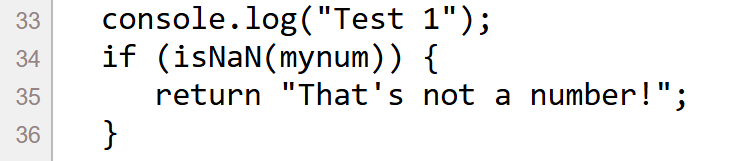 33 console.log("Test 1");
34 if (isNaN(mynum)) {
35 return "That's not a number!";
36 }